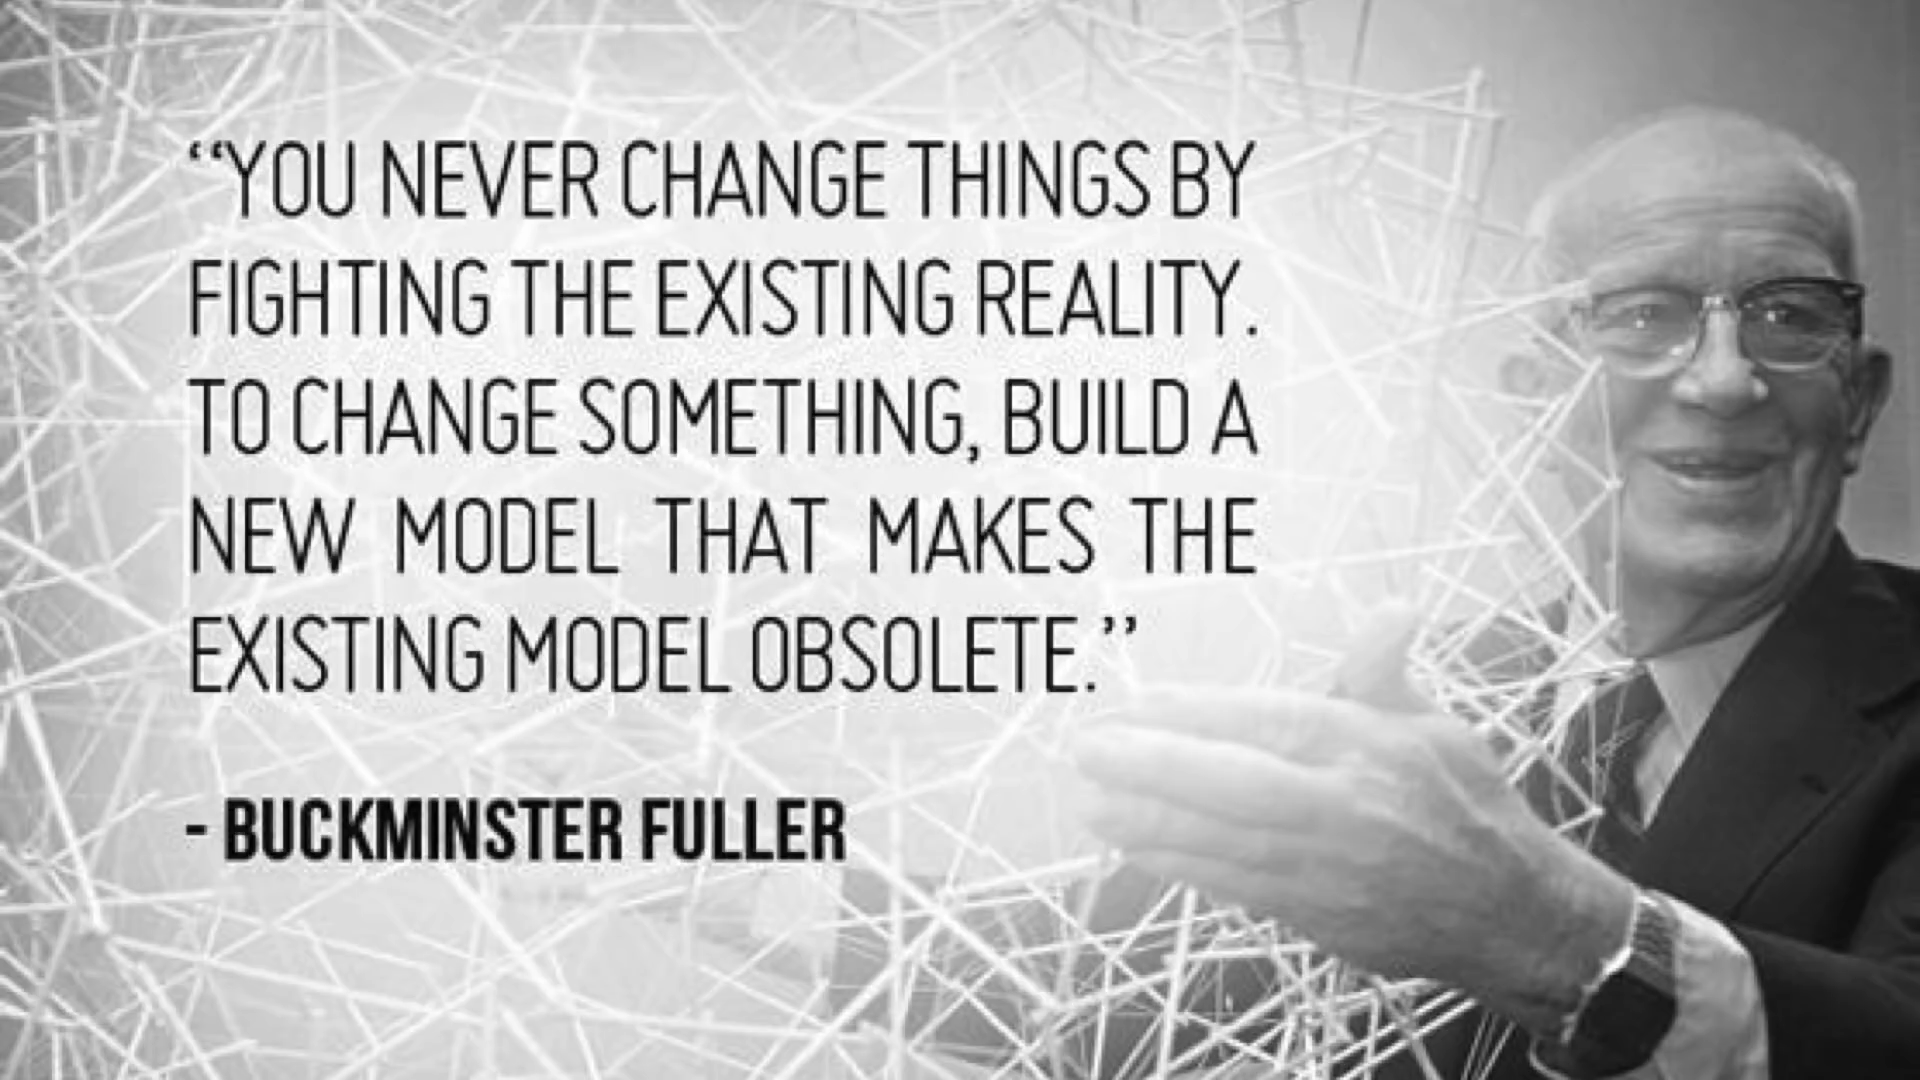 “YOU NEVER CHANGE THINGS BY
FIGHTING THE EXISTING REALITY.
TO CHANGE SOMETHING, BUILD A
NEW MODEL THAT MAKES THE
EXISTING MODEL OBSOLETE.”
- BUCKMINSTER FULLER